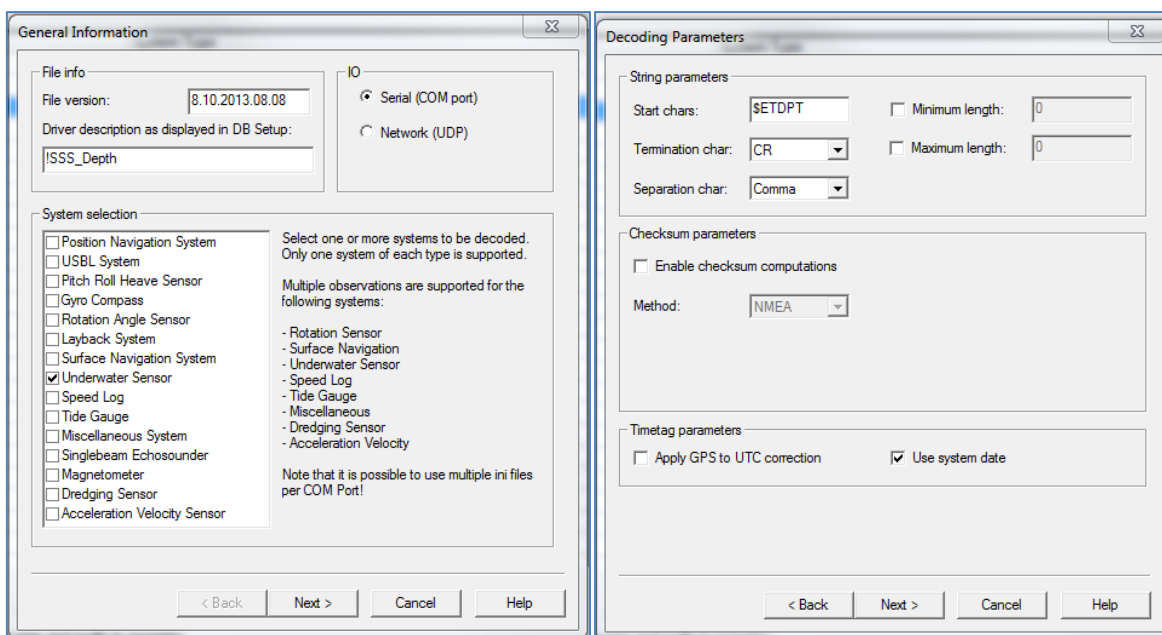 General Information
File info
File version: 8.10.2013.08.08
Driver description as displayed in DB Setup:
!SSS_Depth
IO
Serial (COM port)
Network (UDP)
System selection
Position Navigation System
USBL System
Pitch Roll Heave Sensor
Gyro Compass
Rotation Angle Sensor
Layback System
Surface Navigation System
Underwater Sensor
Speed Log
Tide Gauge
Miscellaneous System
Singlebeam Echosounder
Magnetometer
Dredging Sensor
Acceleration Velocity Sensor
Select one or more systems to be decoded.
Only one system of each type is supported.
Multiple observations are supported for the
following systems:
- Rotation Sensor
- Surface Navigation
- Underwater Sensor
- Speed Log
- Tide Gauge
- Miscellaneous
- Dredging Sensor
- Acceleration Velocity
Note that it is possible to use multiple ini files
per COM Port!
< Back Next > Cancel Help
Decoding Parameters
String parameters
Start chars: $ETDPT Minimum length: 0
Termination char: CR Maximum length: 0
Separation char: Comma
Checksum parameters
Enable checksum computations
Method: NMEA
Timetag parameters
Apply GPS to UTC correction Use system date
< Back Next > Cancel Help